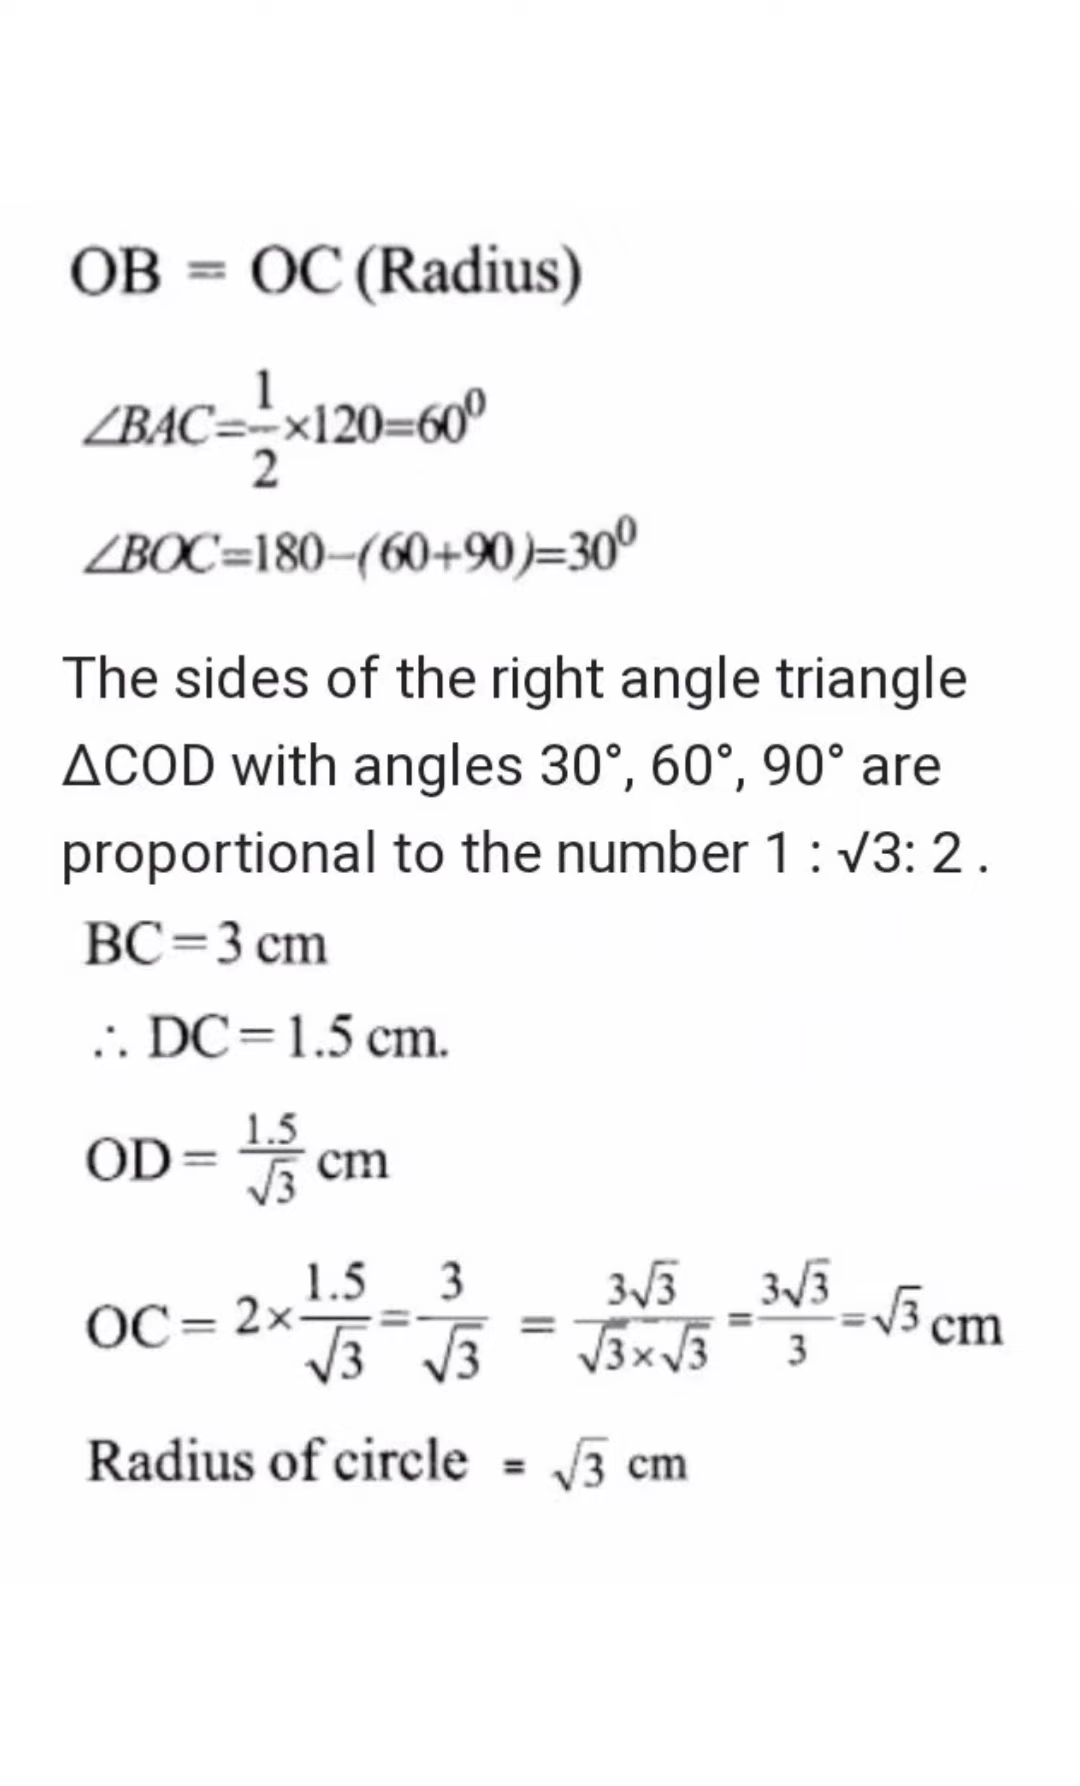 OB = OC (Radius)
∠BAC=1/2×120=60⁰
∠BOC=180–(60+90)=30⁰
The sides of the right angle triangle
ΔCOD with angles 30°, 60°, 90° are
proportional to the number 1 : √3: 2 .
BC=3 cm
∴ DC=1.5 cm.
OD= 1.5/√3 cm
OC= 2×1.5/√3=3/√3 = 3√3/√3×√3=3√3/3=√3 cm
Radius of circle = √3 cm